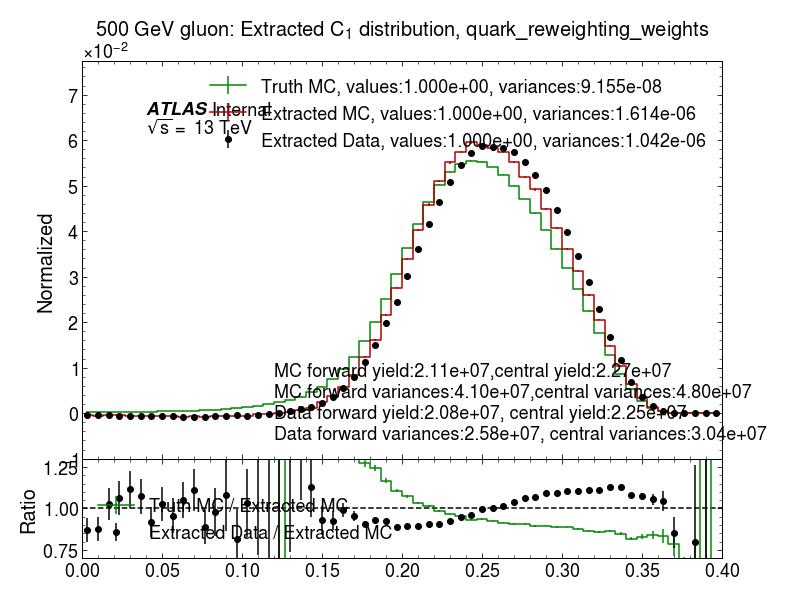 500 GeV gluon: Extracted C₁ distribution, quark_reweighting_weights
×10⁻²
Truth MC, values:1.000e+00, variances:9.155e-08
ATLAS Internal
Extracted MC, values:1.000e+00, variances:1.614e-06
√s = 13 TeV
Extracted Data, values:1.000e+00, variances:1.042e-06
Normalized
7
6
5
4
3
2
1
0
-1
MC forward yield:2.11e+07,central yield:2.27e+07
MC forward variances:4.10e+07,central variances:4.80e+07
Data forward yield:2.08e+07, central yield:2.25e+07
Data forward variances:2.58e+07, central variances:3.04e+07
Ratio
1.25
1.00
0.75
Truth MC / Extracted MC
Extracted Data / Extracted MC
0.00 0.05 0.10 0.15 0.20 0.25 0.30 0.35 0.40